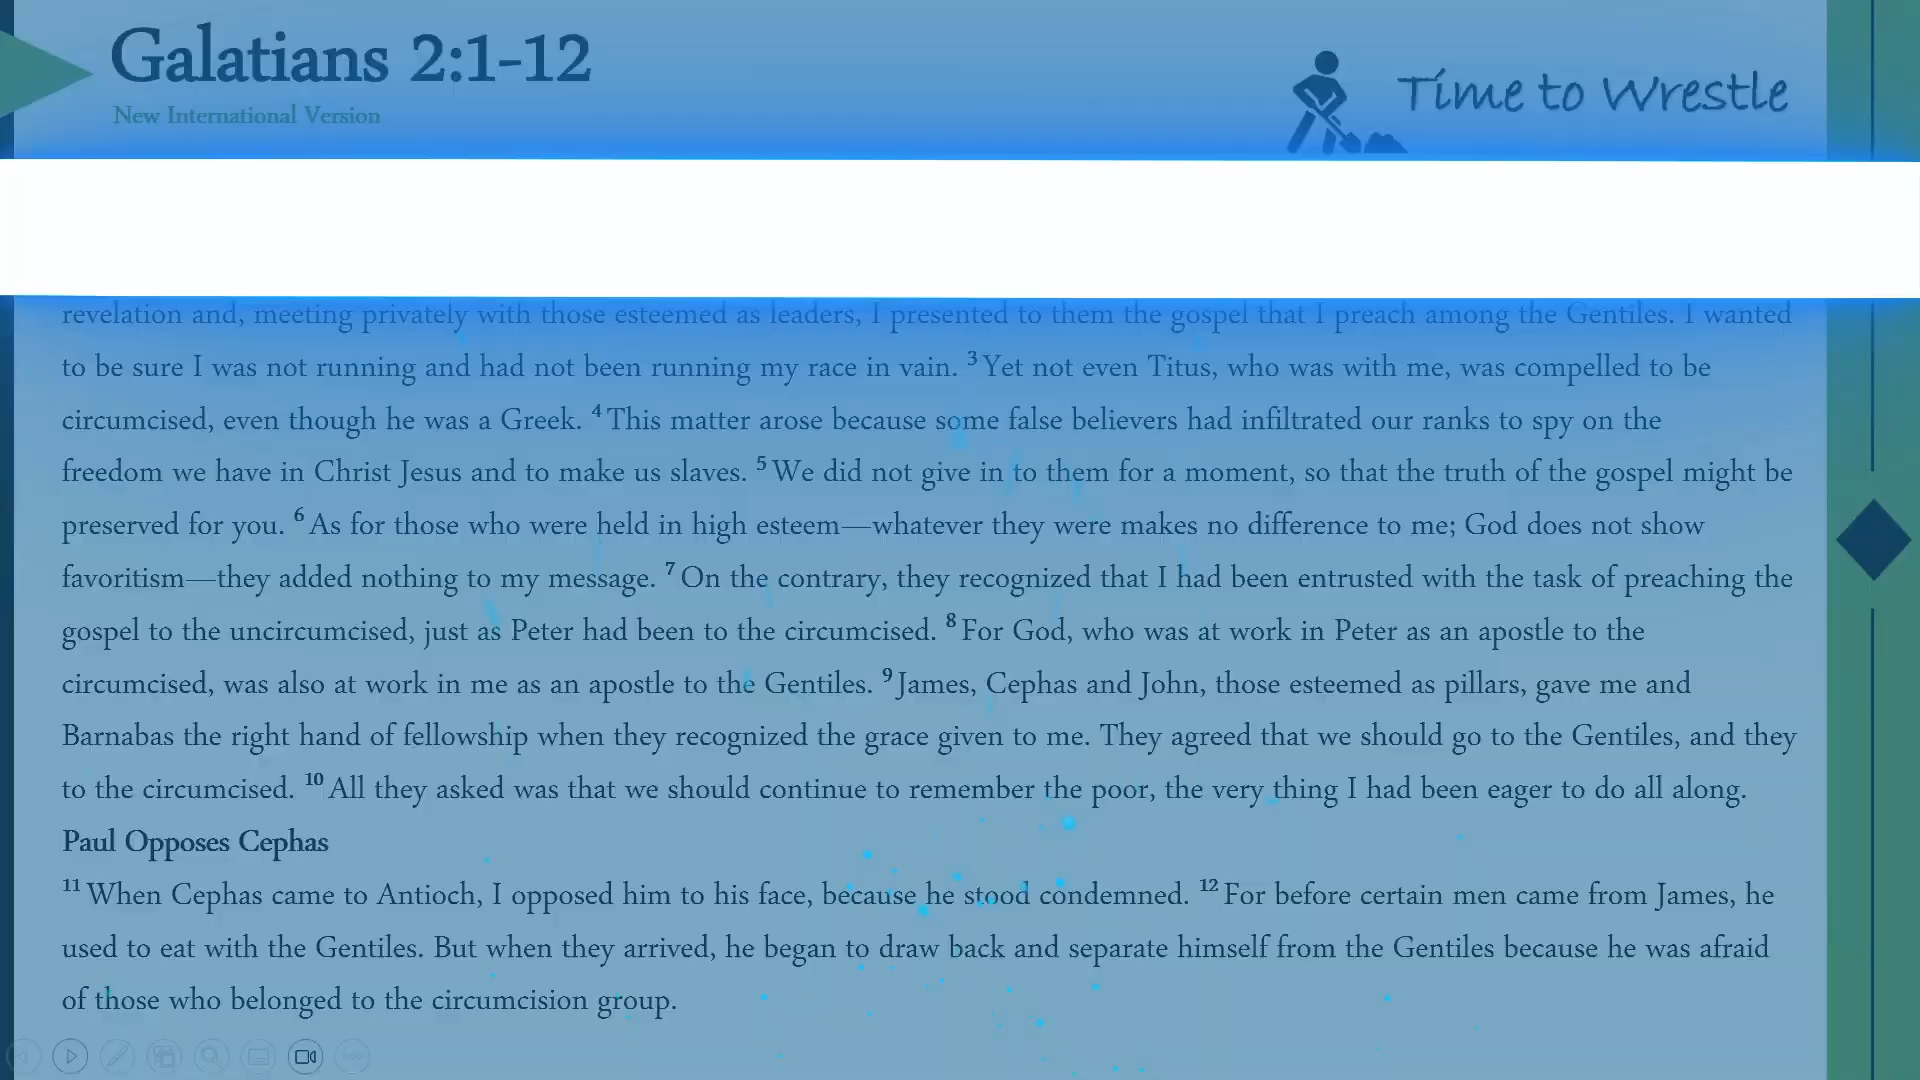 Galatians 2:1-12
New International Version
Time to Wrestle
revelation and, meeting privately with those esteemed as leaders, I presented to them the gospel that I preach among the Gentiles. I wanted
to be sure I was not running and had not been running my race in vain. ³ Yet not even Titus, who was with me, was compelled to be
circumcised, even though he was a Greek. ⁴ This matter arose because some false believers had infiltrated our ranks to spy on the
freedom we have in Christ Jesus and to make us slaves. ⁵ We did not give in to them for a moment, so that the truth of the gospel might be
preserved for you. ⁶ As for those who were held in high esteem—whatever they were makes no difference to me; God does not show
favoritism—they added nothing to my message. ⁷ On the contrary, they recognized that I had been entrusted with the task of preaching the
gospel to the uncircumcised, just as Peter had been to the circumcised. ⁸ For God, who was at work in Peter as an apostle to the
circumcised, was also at work in me as an apostle to the Gentiles. ⁹ James, Cephas and John, those esteemed as pillars, gave me and
Barnabas the right hand of fellowship when they recognized the grace given to me. They agreed that we should go to the Gentiles, and they
to the circumcised. ¹⁰ All they asked was that we should continue to remember the poor, the very thing I had been eager to do all along.
Paul Opposes Cephas
¹¹ When Cephas came to Antioch, I opposed him to his face, because he stood condemned. ¹² For before certain men came from James, he
used to eat with the Gentiles. But when they arrived, he began to draw back and separate himself from the Gentiles because he was afraid
of those who belonged to the circumcision group.